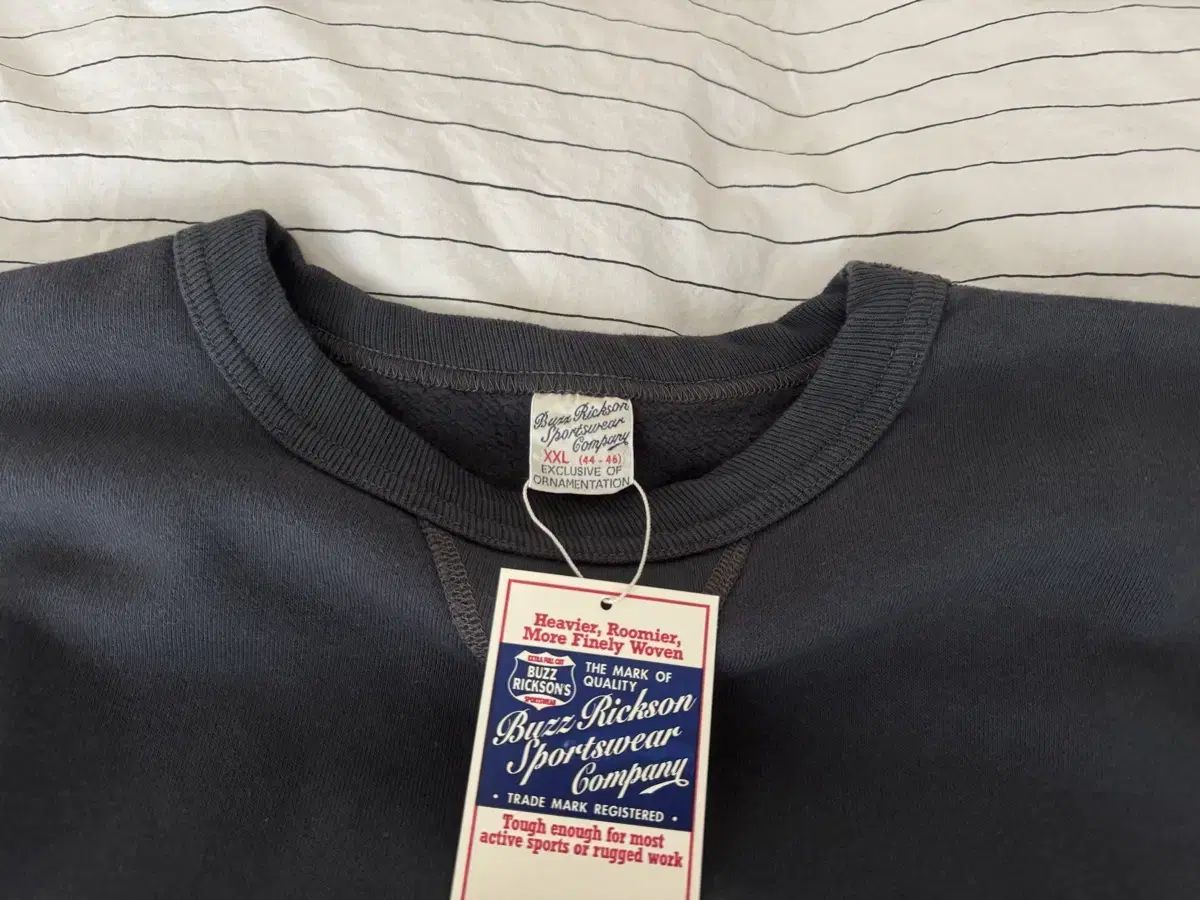 Buzz Rickson
Sportswear
Company
XXL (44-46)
EXCLUSIVE OF
ORNAMENTATION
Heavier, Roomier,
More Finely Woven
EXTRA FULL CUT
BUZZ
RICKSON'S
SPORTSWEAR
THE MARK OF
QUALITY
Buzz Rickson
Sportswear
Company
• TRADE MARK REGISTERED •
Tough enough for most
active sports or rugged work